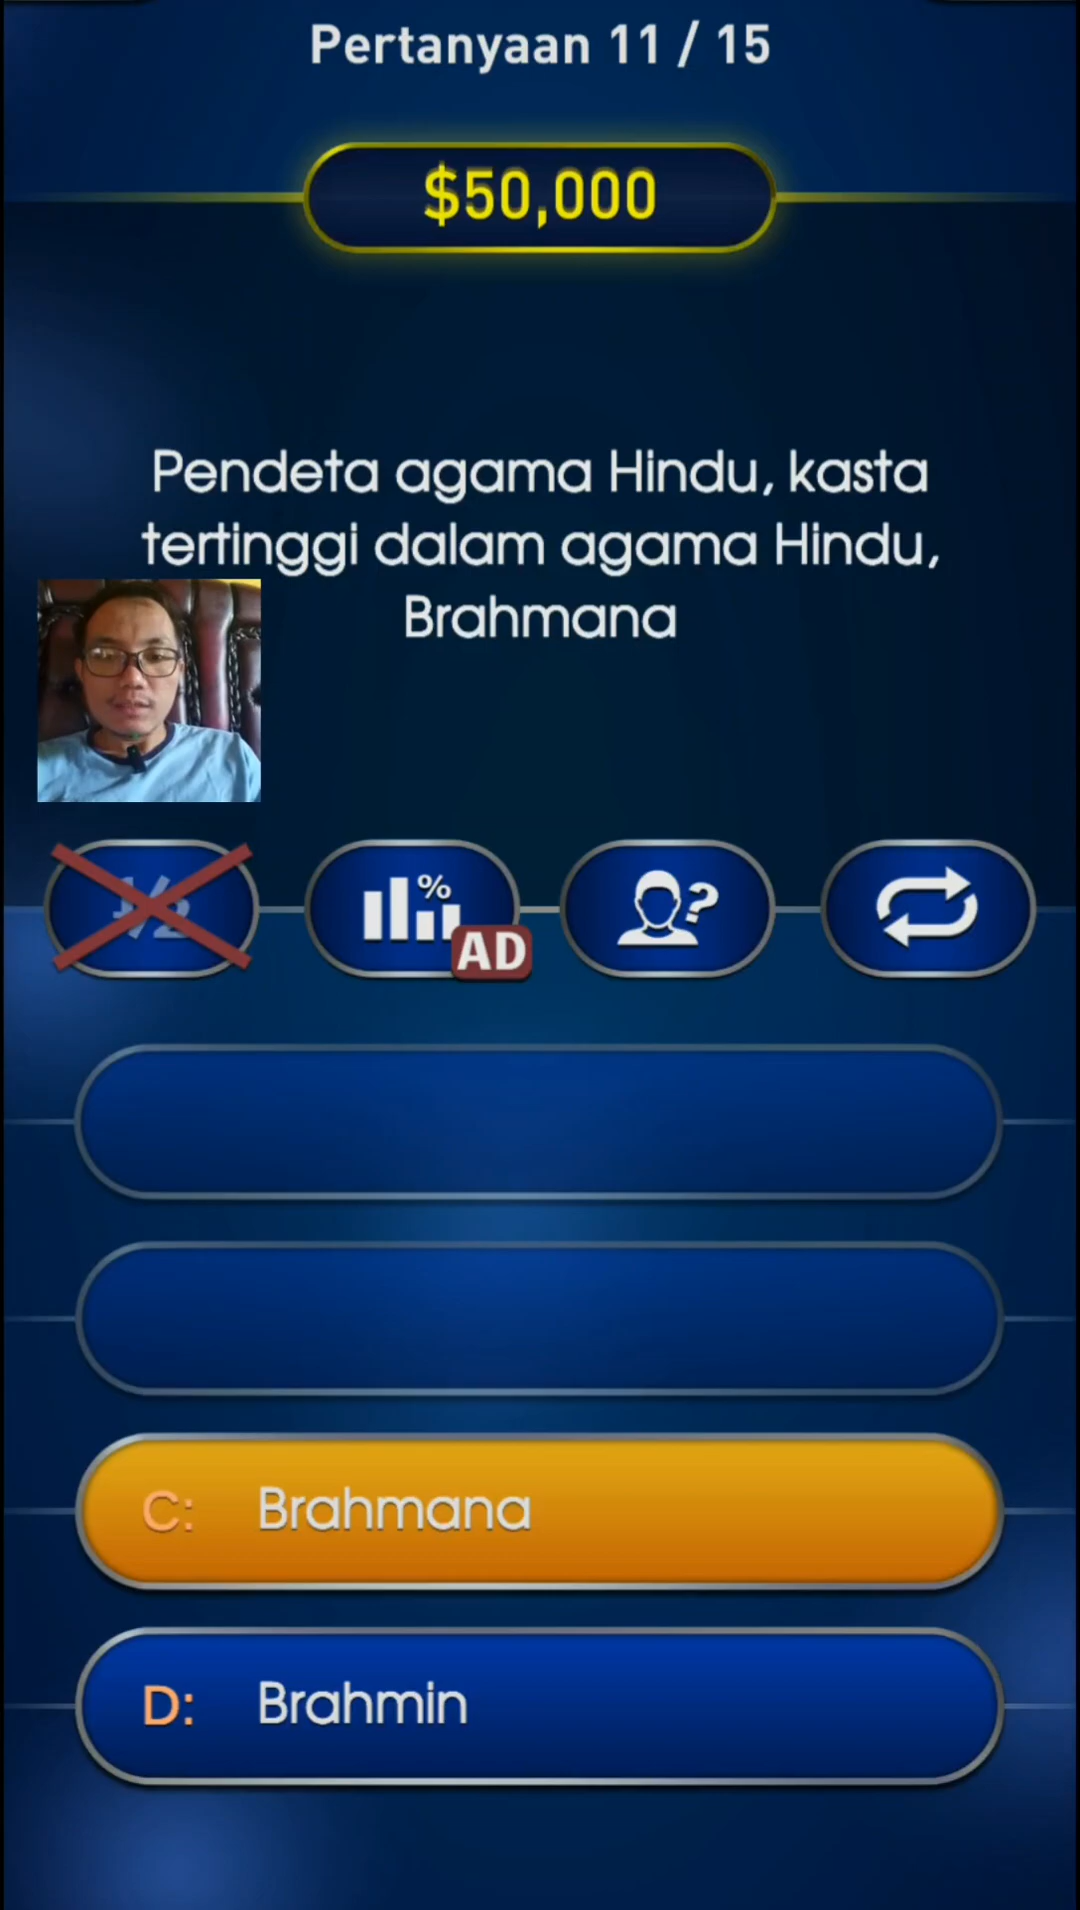 Pertanyaan 11 / 15
$50,000
Pendeta agama Hindu, kasta
tertinggi dalam agama Hindu,
Brahmana
%
AD
?
C: Brahmana
D: Brahmin